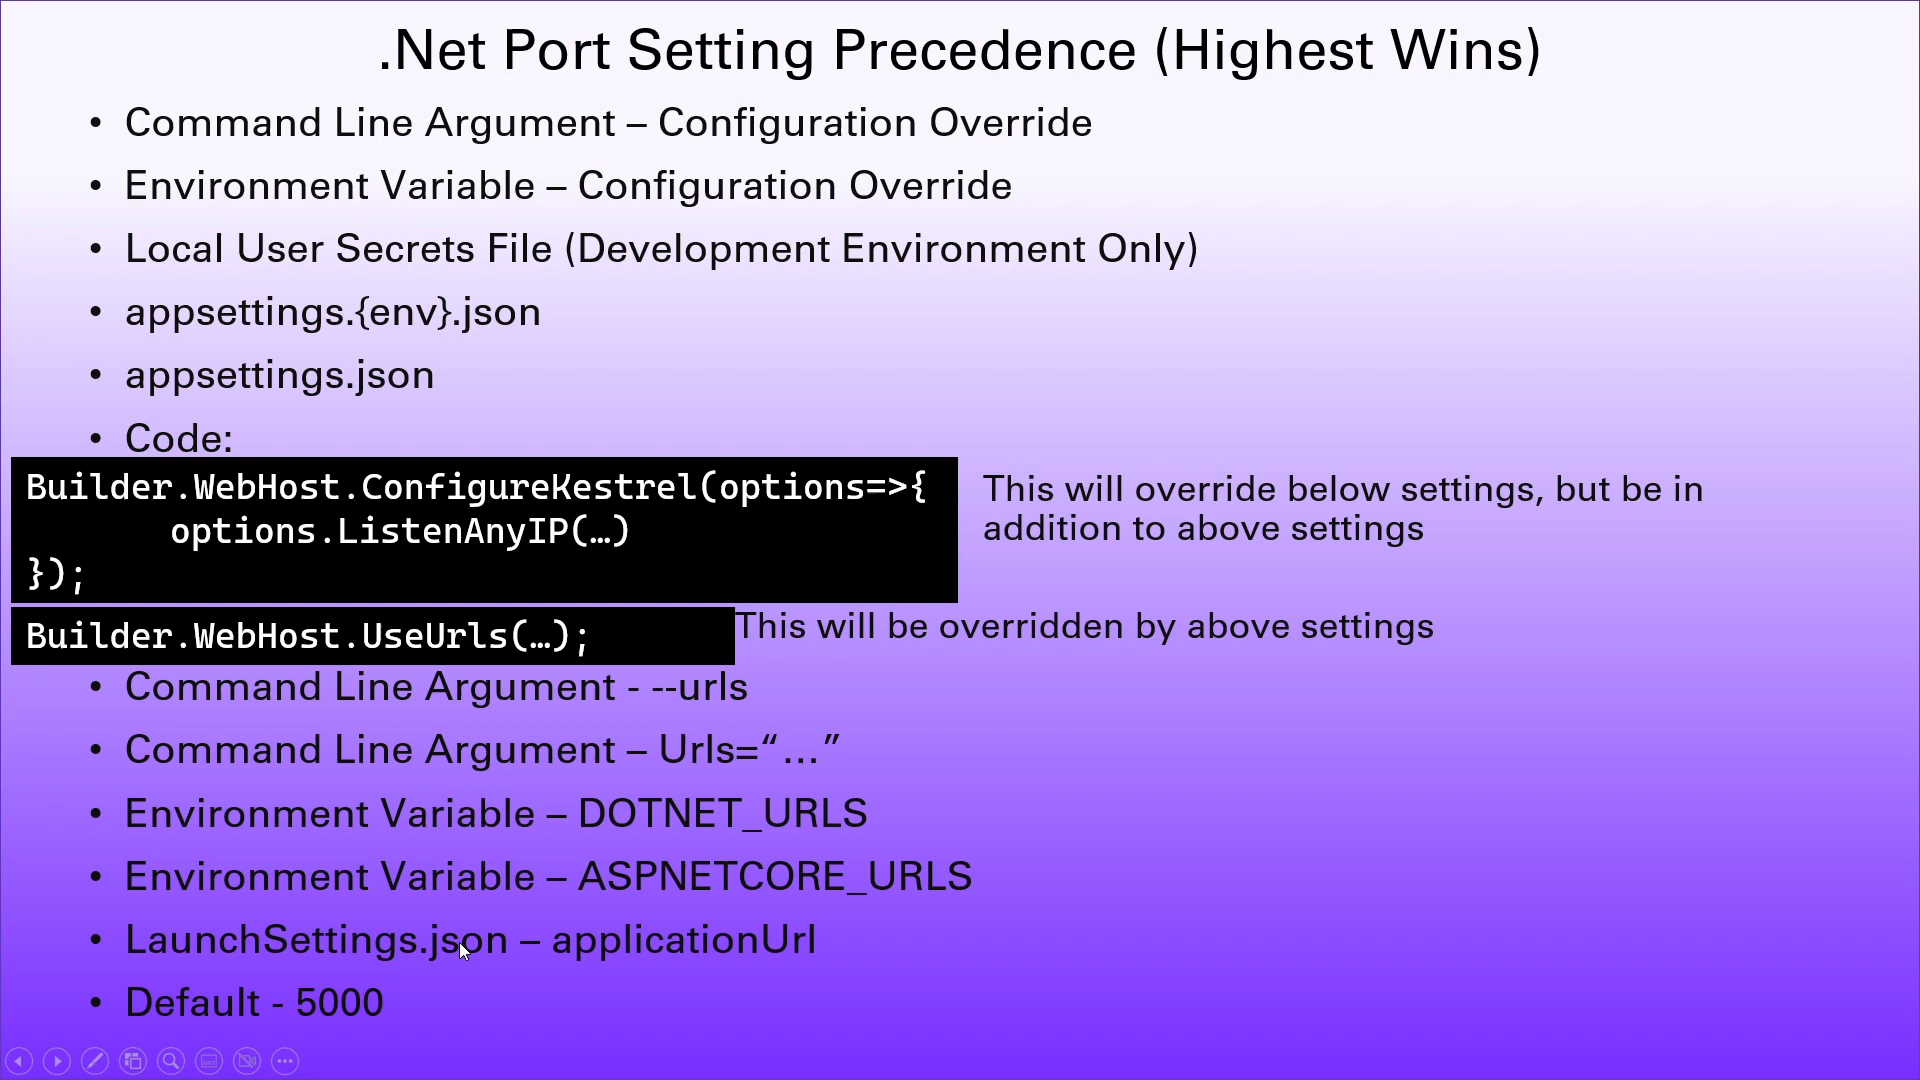 .Net Port Setting Precedence (Highest Wins)
• Command Line Argument – Configuration Override
• Environment Variable – Configuration Override
• Local User Secrets File (Development Environment Only)
• appsettings.{env}.json
• appsettings.json
• Code:
Builder.WebHost.ConfigureKestrel(options=>{
options.ListenAnyIP(…)
});
This will override below settings, but be in
addition to above settings
Builder.WebHost.UseUrls(…);
This will be overridden by above settings
• Command Line Argument - --urls
• Command Line Argument – Urls=“…”
• Environment Variable – DOTNET_URLS
• Environment Variable – ASPNETCORE_URLS
• LaunchSettings.json – applicationUrl
• Default - 5000